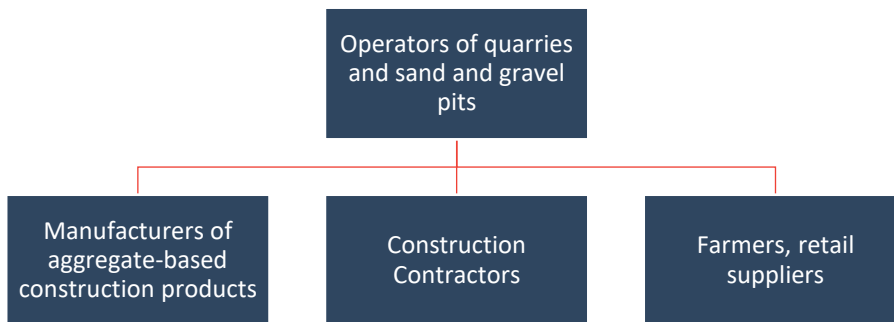 Operators of quarries
and sand and gravel
pits
Manufacturers of
aggregate-based
construction products
Construction
Contractors
Farmers, retail
suppliers